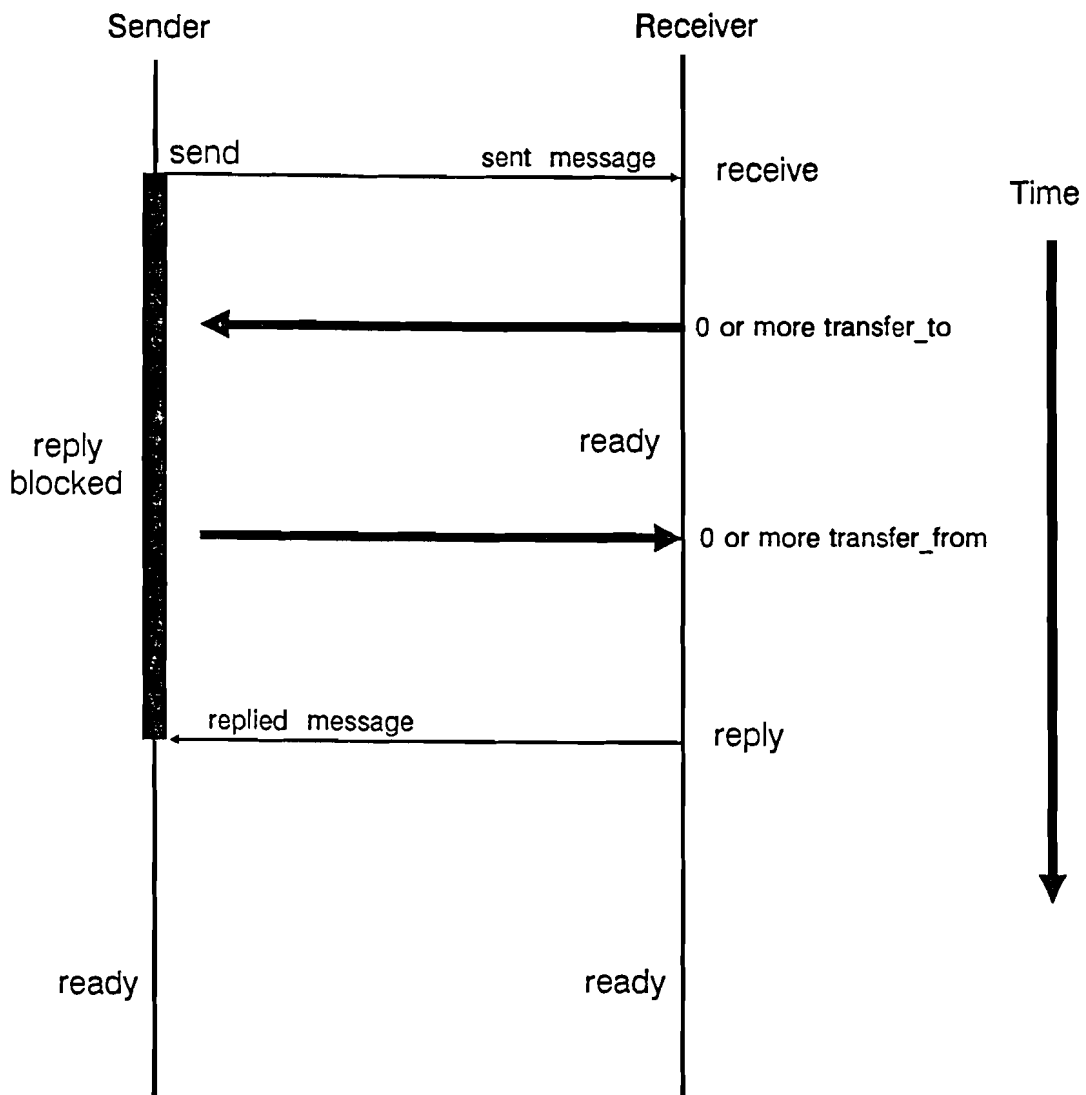 Sender
Receiver
send
sent message
receive
Time
0 or more transfer_to
reply
blocked
ready
0 or more transfer_from
replied message
reply
ready
ready